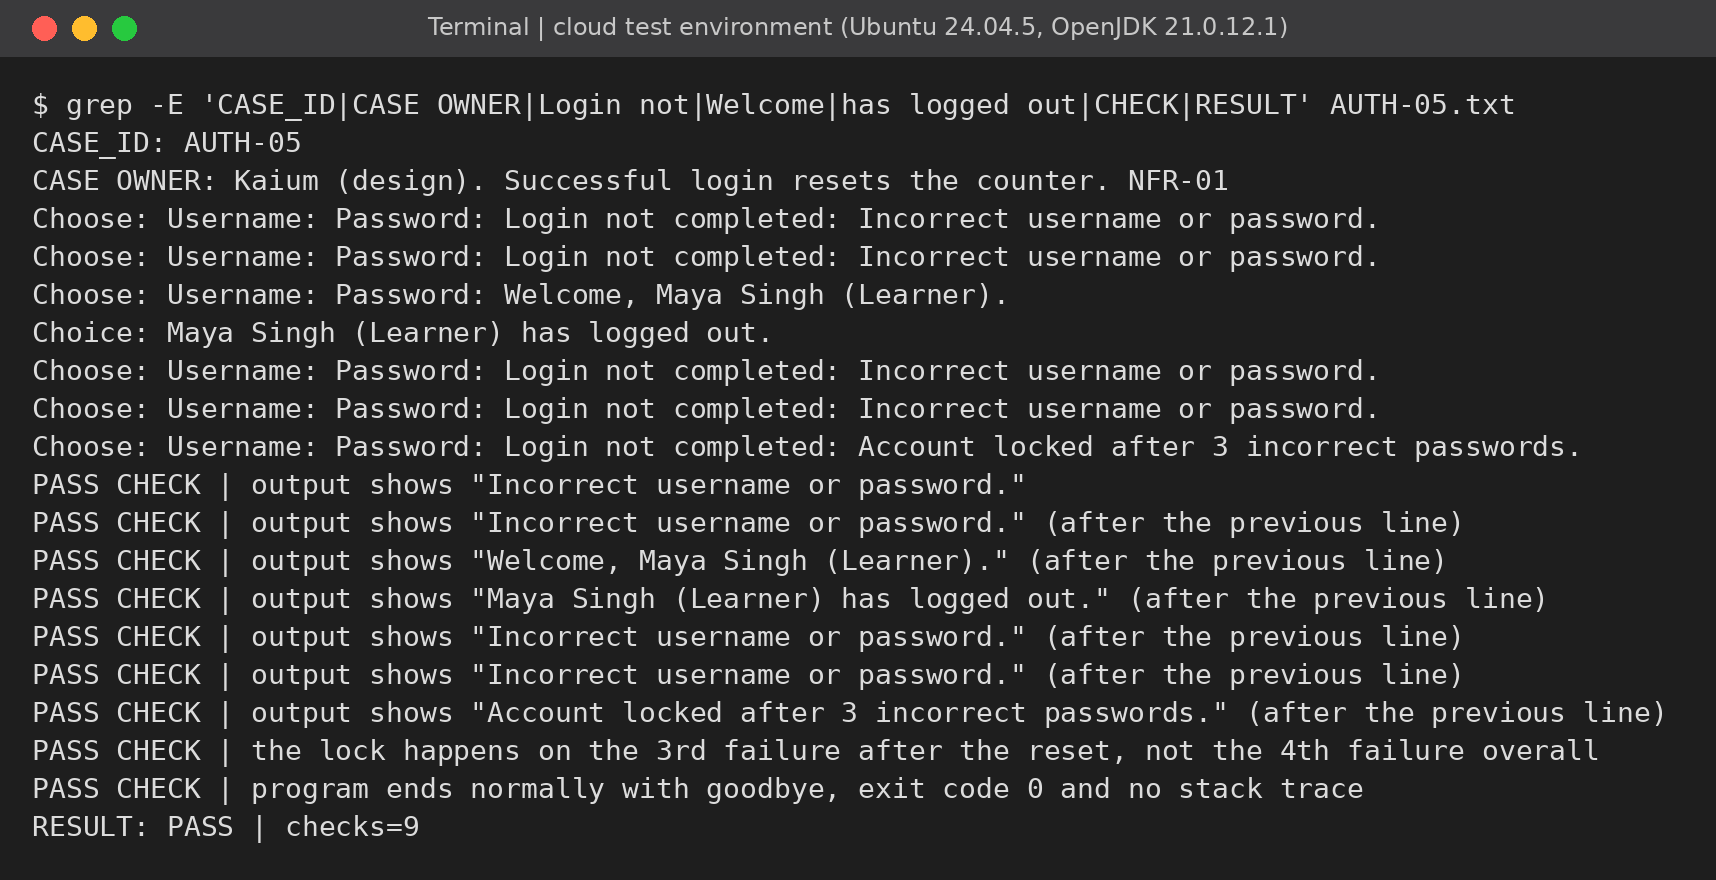 Terminal | cloud test environment (Ubuntu 24.04.5, OpenJDK 21.0.12.1)
$ grep -E 'CASE_ID|CASE OWNER|Login not|Welcome|has logged out|CHECK|RESULT' AUTH-05.txt
CASE_ID: AUTH-05
CASE OWNER: Kaium (design). Successful login resets the counter. NFR-01
Choose: Username: Password: Login not completed: Incorrect username or password.
Choose: Username: Password: Login not completed: Incorrect username or password.
Choose: Username: Password: Welcome, Maya Singh (Learner).
Choice: Maya Singh (Learner) has logged out.
Choose: Username: Password: Login not completed: Incorrect username or password.
Choose: Username: Password: Login not completed: Incorrect username or password.
Choose: Username: Password: Login not completed: Account locked after 3 incorrect passwords.
PASS CHECK | output shows "Incorrect username or password."
PASS CHECK | output shows "Incorrect username or password." (after the previous line)
PASS CHECK | output shows "Welcome, Maya Singh (Learner)." (after the previous line)
PASS CHECK | output shows "Maya Singh (Learner) has logged out." (after the previous line)
PASS CHECK | output shows "Incorrect username or password." (after the previous line)
PASS CHECK | output shows "Incorrect username or password." (after the previous line)
PASS CHECK | output shows "Account locked after 3 incorrect passwords." (after the previous line)
PASS CHECK | the lock happens on the 3rd failure after the reset, not the 4th failure overall
PASS CHECK | program ends normally with goodbye, exit code 0 and no stack trace
RESULT: PASS | checks=9